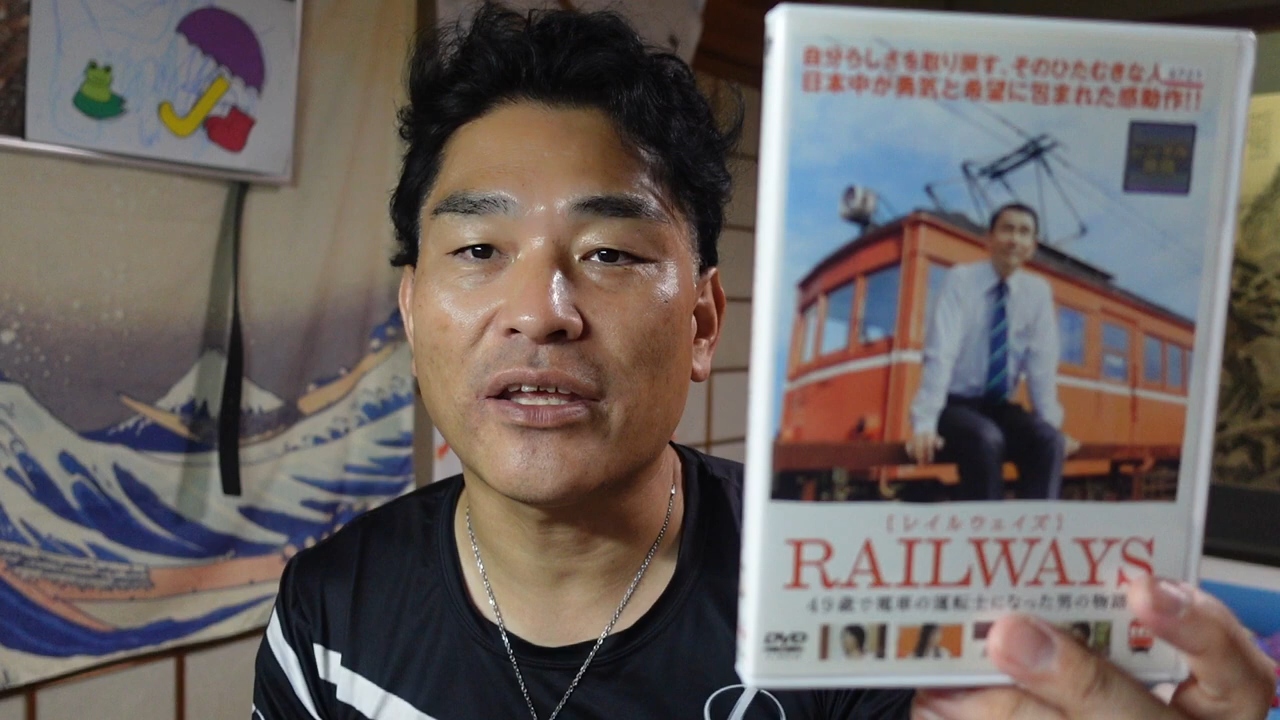 自分らしさを取り戻す、そのひたむきな人生に
日本中が勇気と希望に包まれた感動作!!
[レイルウェイズ]
RAILWAYS
49歳で電車の運転士になった男の物語
DVD